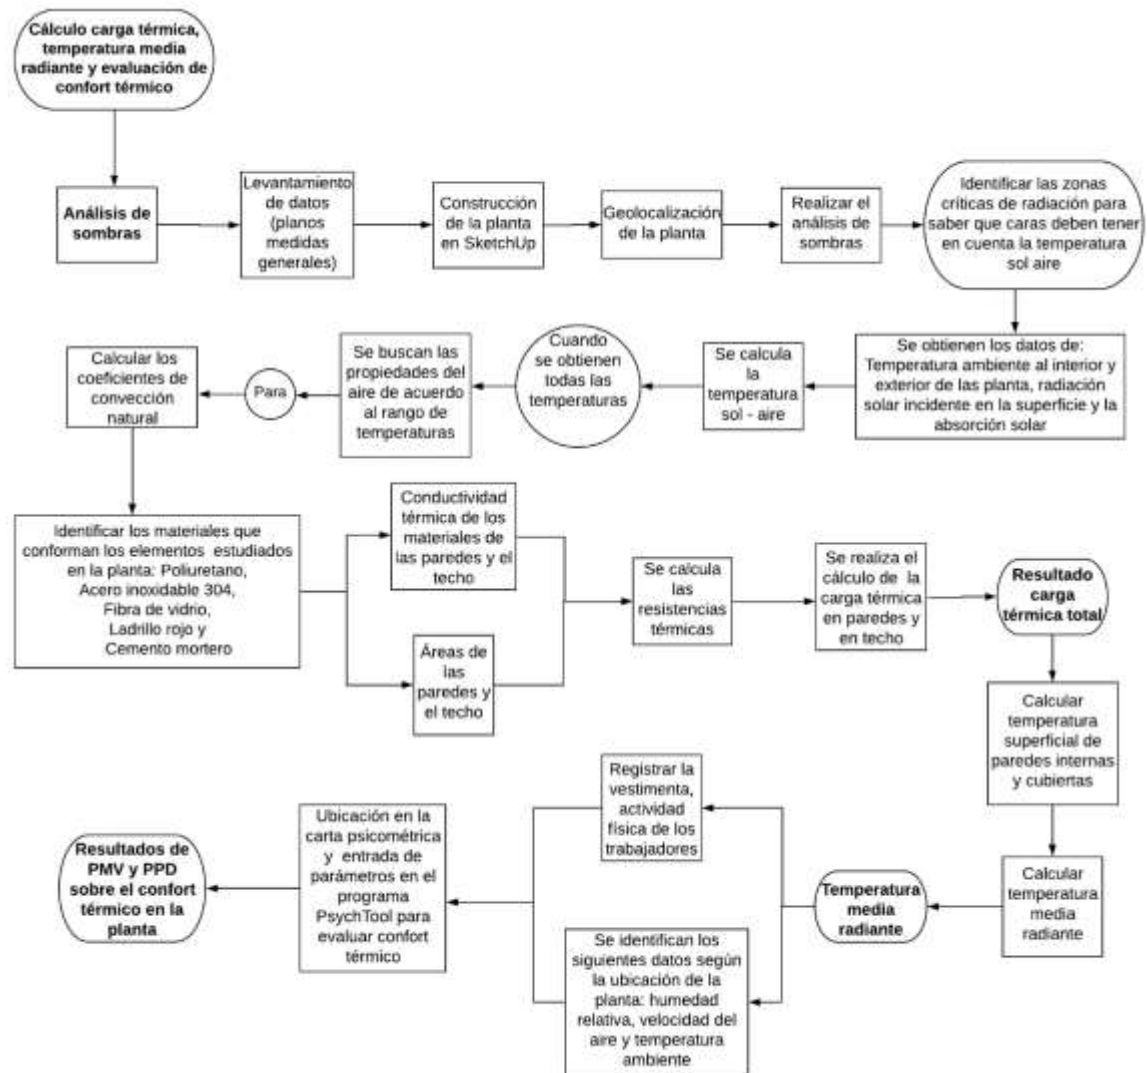 Cálculo carga térmica,
temperatura media
radiante y evaluación de
confort térmico
Análisis de
sombras
Levantamiento
de datos
(planos
medidas
generales)
Construcción
de la planta
en SketchUp
Geolocalización
de la planta
Realizar el
análisis de
sombras
Identificar las zonas
críticas de radiación para
saber que caras deben tener
en cuenta la temperatura
sol aire
Se obtienen los datos de:
Temperatura ambiente al interior y
exterior de las planta, radiación
solar incidente en la superficie y la
absorción solar
Se calcula
la
temperatura
sol - aire
Cuando
se obtienen
todas las
temperaturas
Se buscan las
propiedades del
aire de acuerdo
al rango de
temperaturas
Para
Calcular los
coeficientes de
convección
natural
Identificar los materiales que
conforman los elementos estudiados
en la planta: Poliuretano,
Acero inoxidable 304,
Fibra de vidrio,
Ladrillo rojo y
Cemento mortero
Conductividad
térmica de los
materiales de
las paredes y el
techo
Áreas de
las
paredes y
el techo
Se calcula
las
resistencias
térmicas
Se realiza el
cálculo de la
carga térmica
en paredes y
en techo
Resultado
carga
térmica total
Calcular
temperatura
superficial de
paredes internas
y cubiertas
Calcular
temperatura
media
radiante
Temperatura
media
radiante
Registrar la
vestimenta,
actividad
física de los
trabajadores
Se identifican los
siguientes datos según
la ubicación de la
planta: humedad
relativa, velocidad del
aire y temperatura
ambiente
Ubicación en la
carta psicométrica
y entrada de
parámetros en el
programa
PsychTool para
evaluar confort
térmico
Resultados de
PMV y PPD
sobre el confort
térmico en la
planta